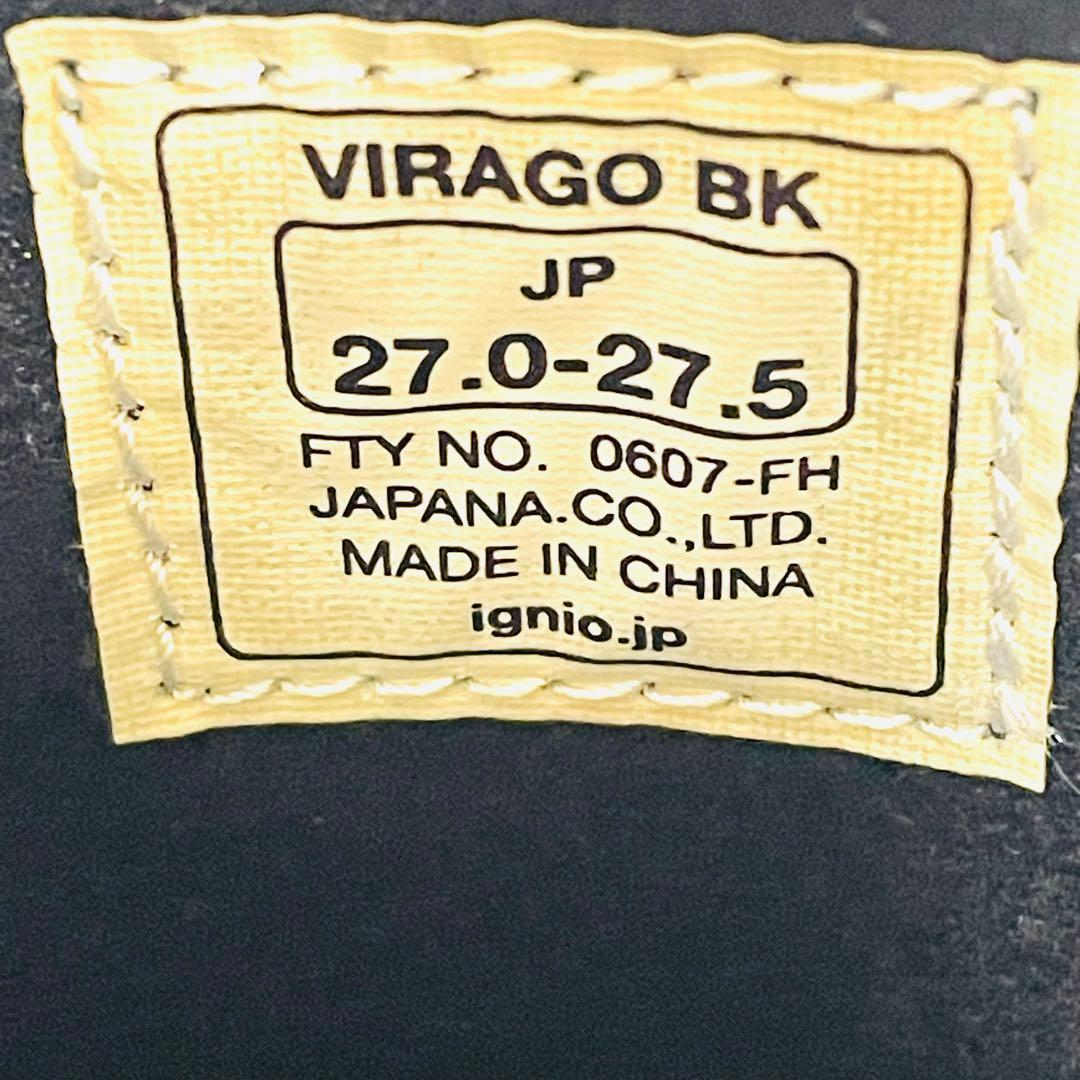 VIRAGO BK
JP
27.0-27.5
FTY NO. 0607-FH
JAPANA.CO.,LTD.
MADE IN CHINA
ignio.jp